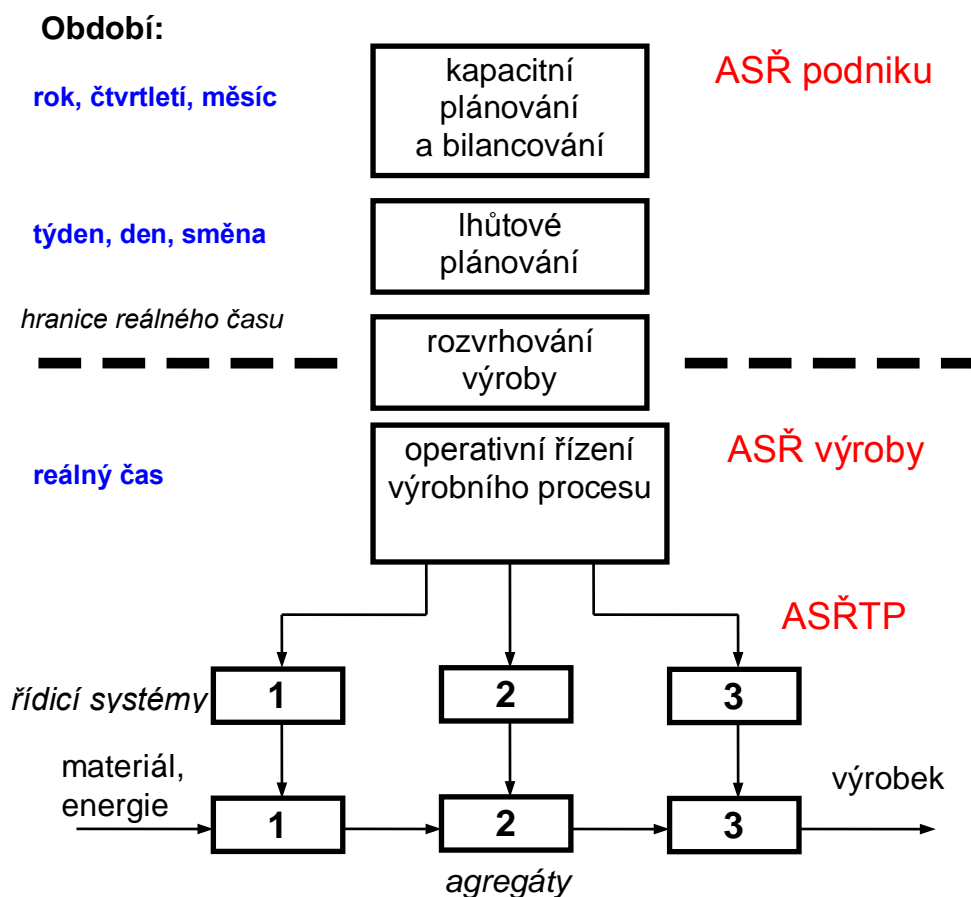 Období:
kapacitní
plánování
a bilancování
ASŘ podniku
rok, čtvrtletí, měsíc
lhůtové
plánování
týden, den, směna
hranice reálného času
rozvrhování
výroby
operativní řízení
výrobního procesu
ASŘ výroby
reálný čas
ASŘTP
řídicí systémy
1
2
3
materiál,
energie
1
2
3
výrobek
agregáty